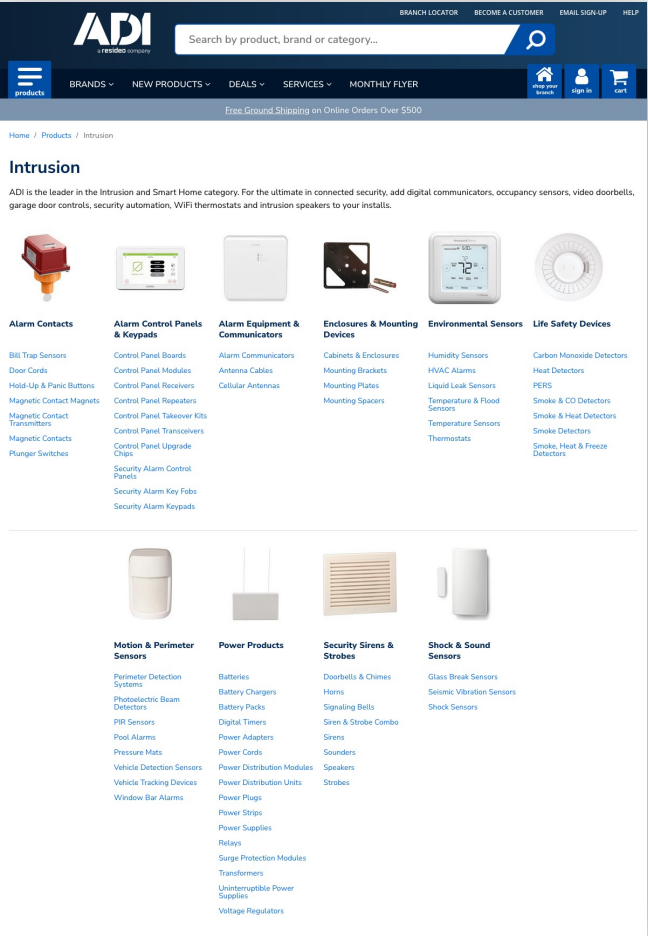 BRANCH LOCATOR BECOME A CUSTOMER EMAIL SIGN-UP HELP
ADI
a resideo company
Search by product, brand or category...
products
BRANDS NEW PRODUCTS DEALS SERVICES MONTHLY FLYER
shop your
branch
sign in
cart
Free Ground Shipping on Online Orders Over $500
Home / Products / Intrusion
Intrusion
ADI is the leader in the Intrusion and Smart Home category. For the ultimate in connected security, add digital communicators, occupancy sensors, video doorbells,
garage door controls, security automation, WiFi thermostats and intrusion speakers to your installs.
72
Alarm Contacts
Bill Trap Sensors
Door Cords
Hold-Up & Panic Buttons
Magnetic Contact Magnets
Magnetic Contact
Transmitters
Magnetic Contacts
Plunger Switches
Alarm Control Panels
& Keypads
Control Panel Boards
Control Panel Modules
Control Panel Receivers
Control Panel Repeaters
Control Panel Takeover Kits
Control Panel Transceivers
Control Panel Upgrade
Chips
Security Alarm Control
Panels
Security Alarm Key Fobs
Security Alarm Keypads
Alarm Equipment &
Communicators
Alarm Communicators
Antenna Cables
Cellular Antennas
Enclosures & Mounting
Devices
Cabinets & Enclosures
Mounting Brackets
Mounting Plates
Mounting Spacers
Environmental Sensors
Humidity Sensors
HVAC Alarms
Liquid Leak Sensors
Temperature & Flood
Sensors
Temperature Sensors
Thermostats
Life Safety Devices
Carbon Monoxide Detectors
Heat Detectors
PERS
Smoke & CO Detectors
Smoke & Heat Detectors
Smoke Detectors
Smoke, Heat & Freeze
Detectors
Motion & Perimeter
Sensors
Perimeter Detection
Systems
Photoelectric Beam
Detectors
PIR Sensors
Pool Alarms
Pressure Mats
Vehicle Detection Sensors
Vehicle Tracking Devices
Window Bar Alarms
Power Products
Batteries
Battery Chargers
Battery Packs
Digital Timers
Power Adapters
Power Cords
Power Distribution Modules
Power Distribution Units
Power Plugs
Power Strips
Power Supplies
Relays
Surge Protection Modules
Transformers
Uninterruptible Power
Supplies
Voltage Regulators
Security Sirens &
Strobes
Doorbells & Chimes
Horns
Signaling Bells
Siren & Strobe Combo
Sirens
Sounders
Speakers
Strobes
Shock & Sound
Sensors
Glass Break Sensors
Seismic Vibration Sensors
Shock Sensors